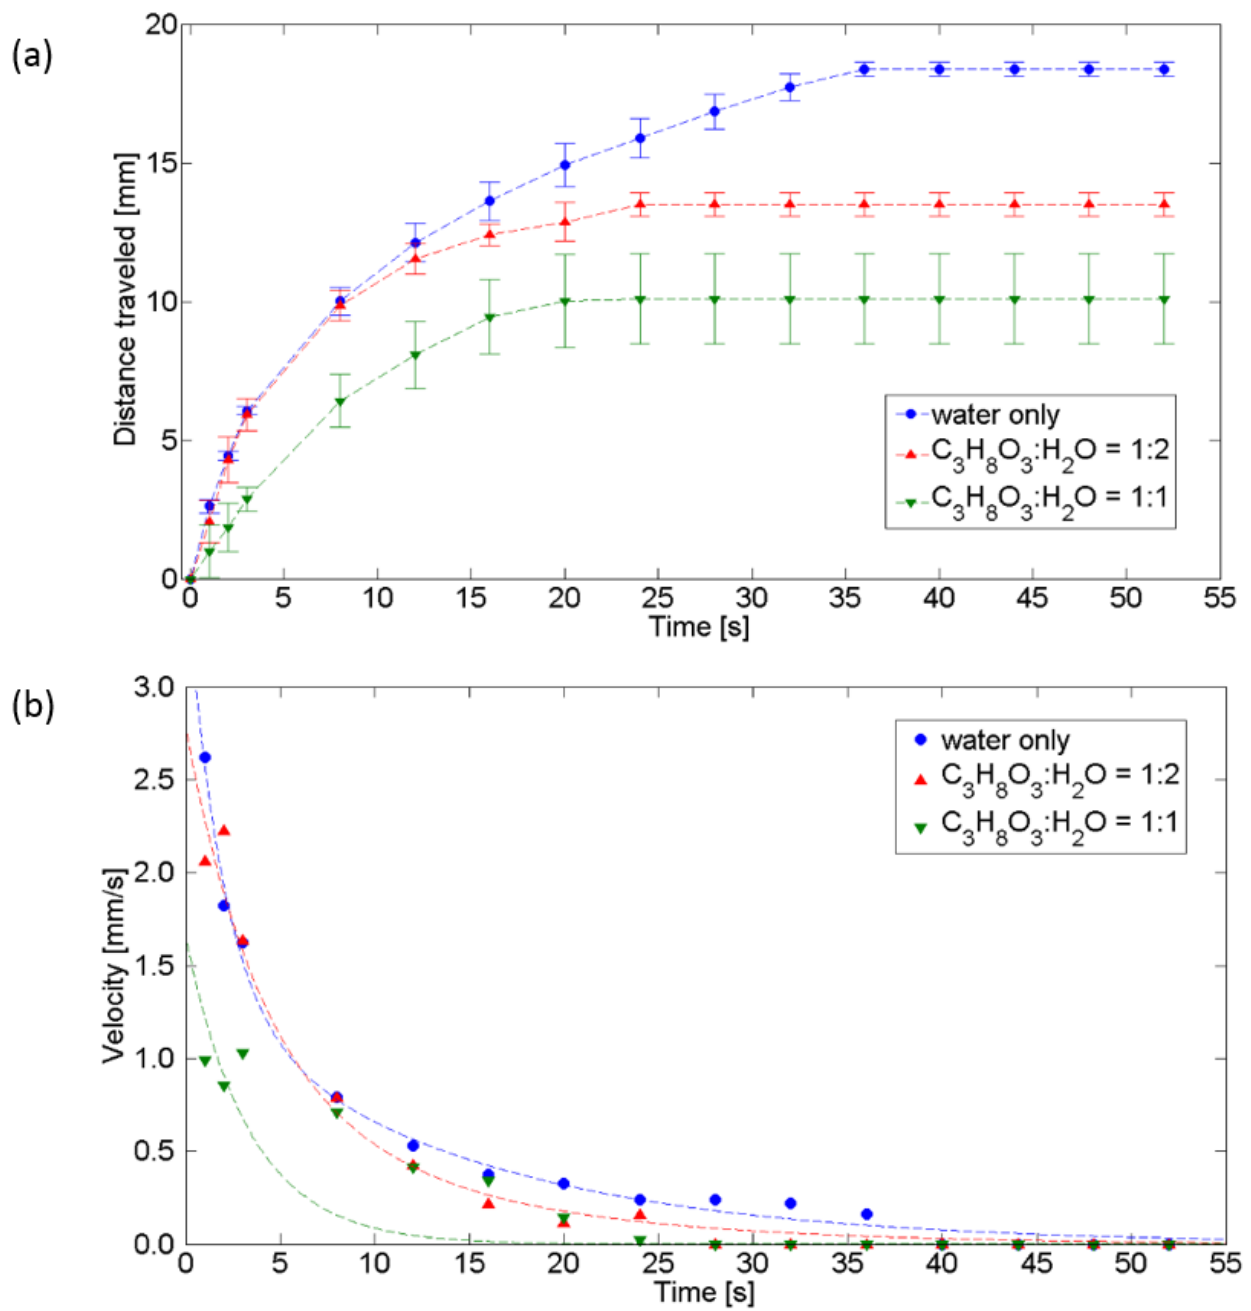 (a)
20
15
10
5
0
Distance traveled [mm]
water only
C₃H₈O₃:H₂O = 1:2
C₃H₈O₃:H₂O = 1:1
0 5 10 15 20 25 30 35 40 45 50 55
Time [s]
(b)
3.0
2.5
2.0
1.5
1.0
0.5
0.0
Velocity [mm/s]
water only
C₃H₈O₃:H₂O = 1:2
C₃H₈O₃:H₂O = 1:1
0 5 10 15 20 25 30 35 40 45 50 55
Time [s]